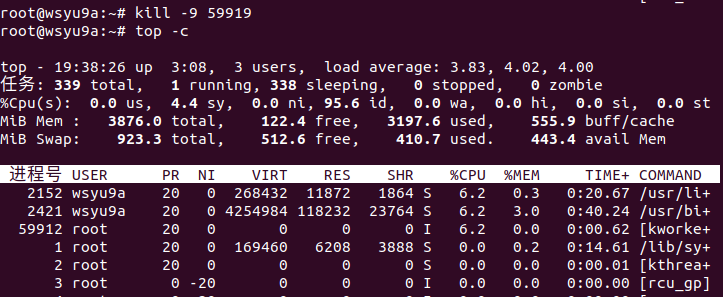 [rcu_
root@wsyu9a:~# kill -9 59919
root@wsyu9a:~# top -c
top - 19:38:26 up  3:08,  3 users,  load average: 3.83, 4.02, 4.00
任务: 339 total,   1 running, 338 sleeping,   0 stopped,   0 zombie
%Cpu(s):  0.0 us,  4.4 sy,  0.0 ni, 95.6 id,  0.0 wa,  0.0 hi,  0.0 si,  0.0 st
MiB Mem :   3876.0 total,    122.4 free,   3197.6 used,    555.9 buff/cache
MiB Swap:    923.3 total,    512.6 free,    410.7 used.    443.4 avail Mem
进程号 USER      PR  NI    VIRT    RES    SHR    %CPU  %MEM     TIME+ COMMAND
2152 wsyu9a    20   0  268432  11872   1864 S   6.2   0.3   0:20.67 /usr/li+
2421 wsyu9a    20   0 4254984 118232  23764 S   6.2   3.0   0:40.24 /usr/bi+
59912 root      20   0       0      0      0 I   6.2   0.0   0:00.62 [kworke+
1 root      20   0  169460   6208   3888 S   0.0   0.2   0:14.61 /lib/sy+
2 root      20   0       0      0      0 S   0.0   0.0   0:00.01 [kthrea+
3 root       0 -20       0      0      0 I   0.0   0.0   0:00.00 [rcu_gp]